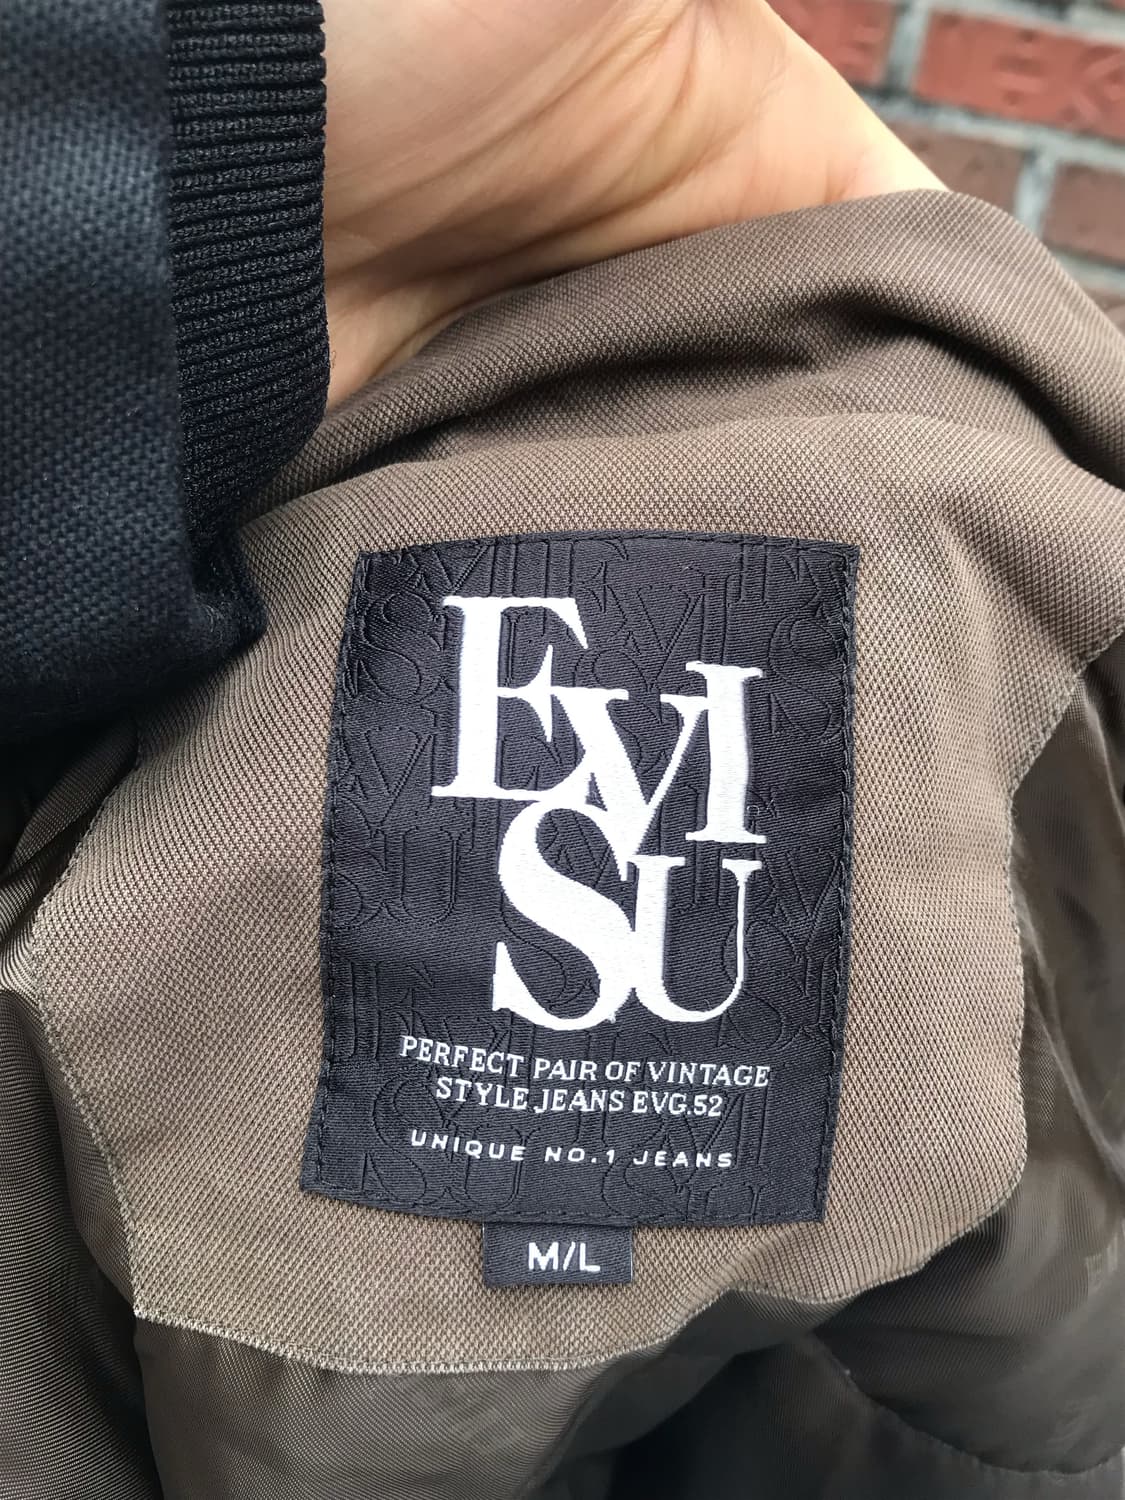 EVI
SU
PERFECT PAIR OF VINTAGE
STYLE JEANS EVG.52
UNIQUE NO.1 JEANS
M/L